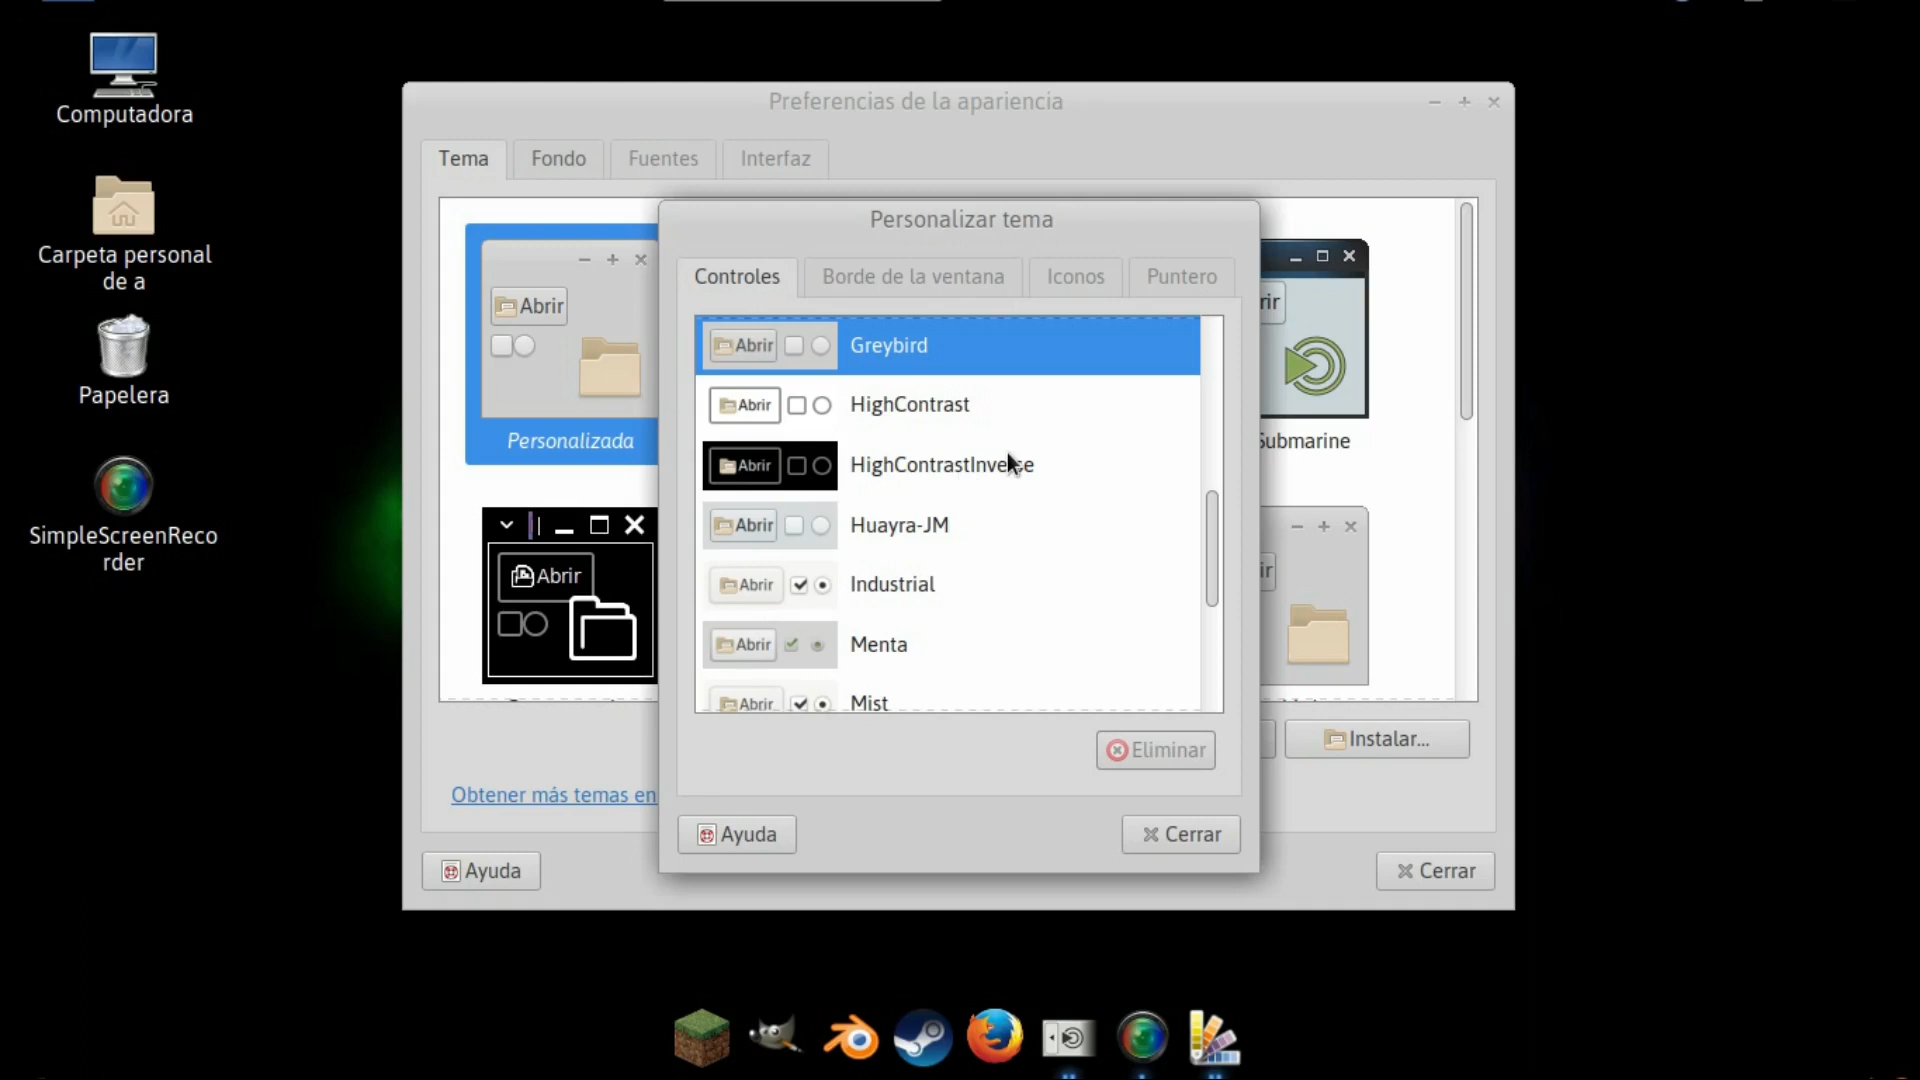 Computadora
Carpeta personal
de a
Papelera
SimpleScreenReco
rder
Preferencias de la apariencia
Tema
Fondo
Fuentes
Interfaz
Abrir
Personalizada
Abrir
Obtener más temas en
Ayuda
Personalizar tema
Controles
Borde de la ventana
Iconos
Puntero
Abrir
Greybird
Abrir
HighContrast
Abrir
HighContrastInverse
Abrir
Huayra-JM
Abrir
Industrial
Abrir
Menta
Abrir
Mist
Eliminar
Ayuda
Cerrar
rir
Submarine
ir
Instalar...
Cerrar